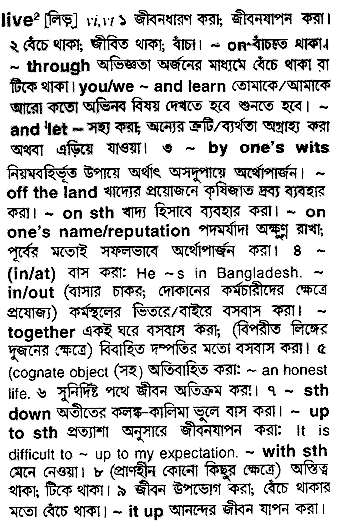 live² [লিভ্] vi,vt ১ জীবনধারণ করা; জীবনযাপন করা।
২ বেঁচে থাকা; জীবিত থাকা; বাঁচা। ~ on বাঁচতে থাকা।
~ through অভিজ্ঞতা অর্জনের মাধ্যমে বেঁচে থাকা বা
টিকে থাকা। you/we ~ and learn তোমাকে/আমাকে
আরো কতো অভিনব বিষয় দেখতে হবে শুনতে হবে। ~
and let ~ সহ্য করা; অন্যের ত্রুটি/ব্যর্থতা অগ্রাহ্য করা
অথবা এড়িয়ে যাওয়া। ৩ ~ by one's wits
নিয়মবহির্ভূত উপায়ে অর্থাৎ অসদুপায়ে অর্থোপার্জন। ~
off the land খাদ্যের প্রয়োজনে কৃষিজাত দ্রব্য ব্যবহার
করা। ~ on sth খাদ্য হিসাবে ব্যবহার করা। ~ on
one's name/reputation পদমর্যাদা অক্ষুণ্ণ রাখা;
পূর্বের মতোই সফলভাবে অর্থোপার্জন করা। ৪ ~
(in/at) বাস করা: He ~s in Bangladesh. ~
in/out (বাসার চাকর; দোকানের কর্মচারীদের ক্ষেত্রে
প্রযোজ্য) কর্মস্থলের ভিতরে/বাইরে বসবাস করা। ~
together একই ঘরে বসবাস করা; (বিপরীত লিঙ্গের
দুজনের ক্ষেত্রে) বিবাহিত দম্পতির মতো বসবাস করা। ৫
(cognate object (সহ) অতিবাহিত করা: ~ an honest
life. ৬ সুনির্দিষ্ট পথে জীবন অতিক্রম করা। ৭ ~ sth
down অতীতের কলঙ্ক-কালিমা ভুলে বাস করা। ~ up
to sth প্রত্যাশা অনুসারে জীবনযাপন করা: It is
difficult to ~ up to my expectation. ~ with sth
মেনে নেওয়া। ৮ (প্রাণহীন কোনো কিছুর ক্ষেত্রে) অস্তিত্ব
থাকা; টিকে থাকা। ৯ জীবন উপভোগ করা; বেঁচে থাকার
মতো বেঁচে থাকা। ~ it up আনন্দের জীবন যাপন করা।